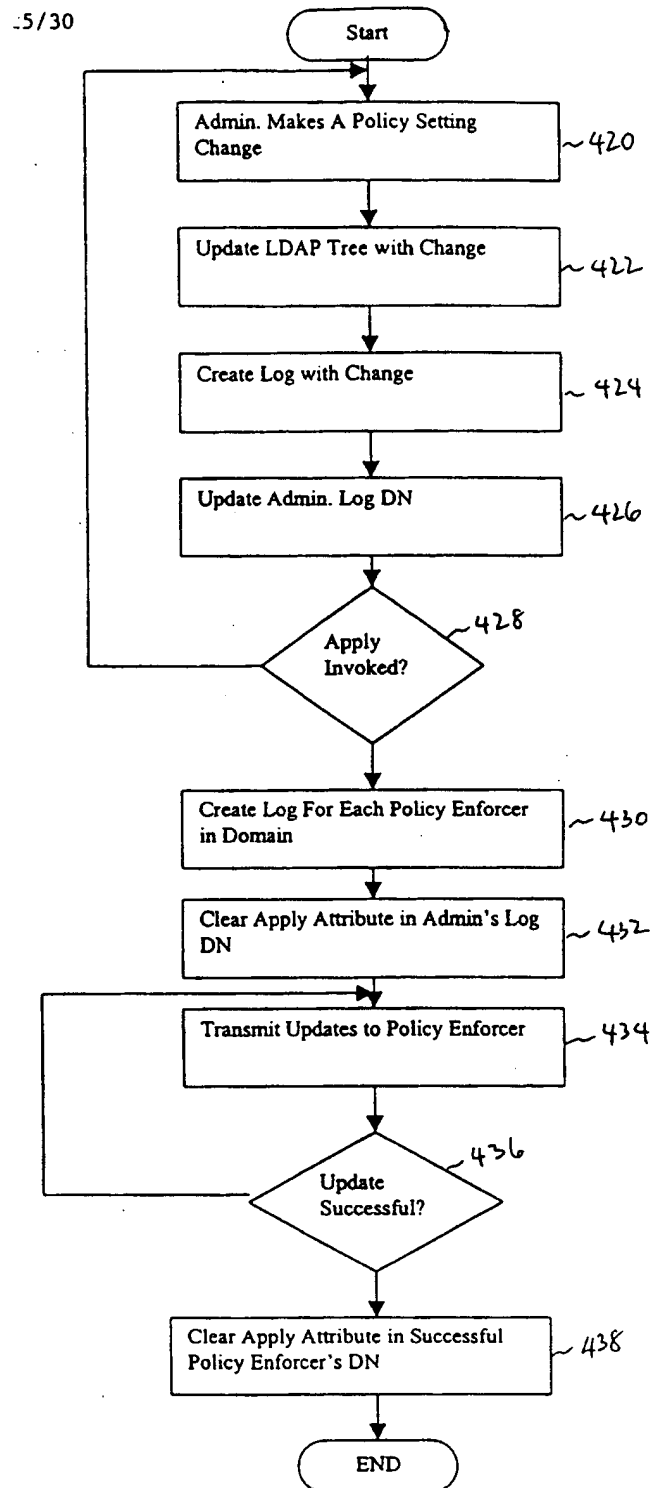 5/30
Start
Admin. Makes A Policy Setting
Change
~420
Update LDAP Tree with Change
~422
Create Log with Change
~424
Update Admin. Log DN
~426
~428
Apply
Invoked?
Create Log For Each Policy Enforcer
in Domain
~430
Clear Apply Attribute in Admin's Log
DN
~432
Transmit Updates to Policy Enforcer
~434
~436
Update
Successful?
Clear Apply Attribute in Successful
Policy Enforcer's DN
~438
END